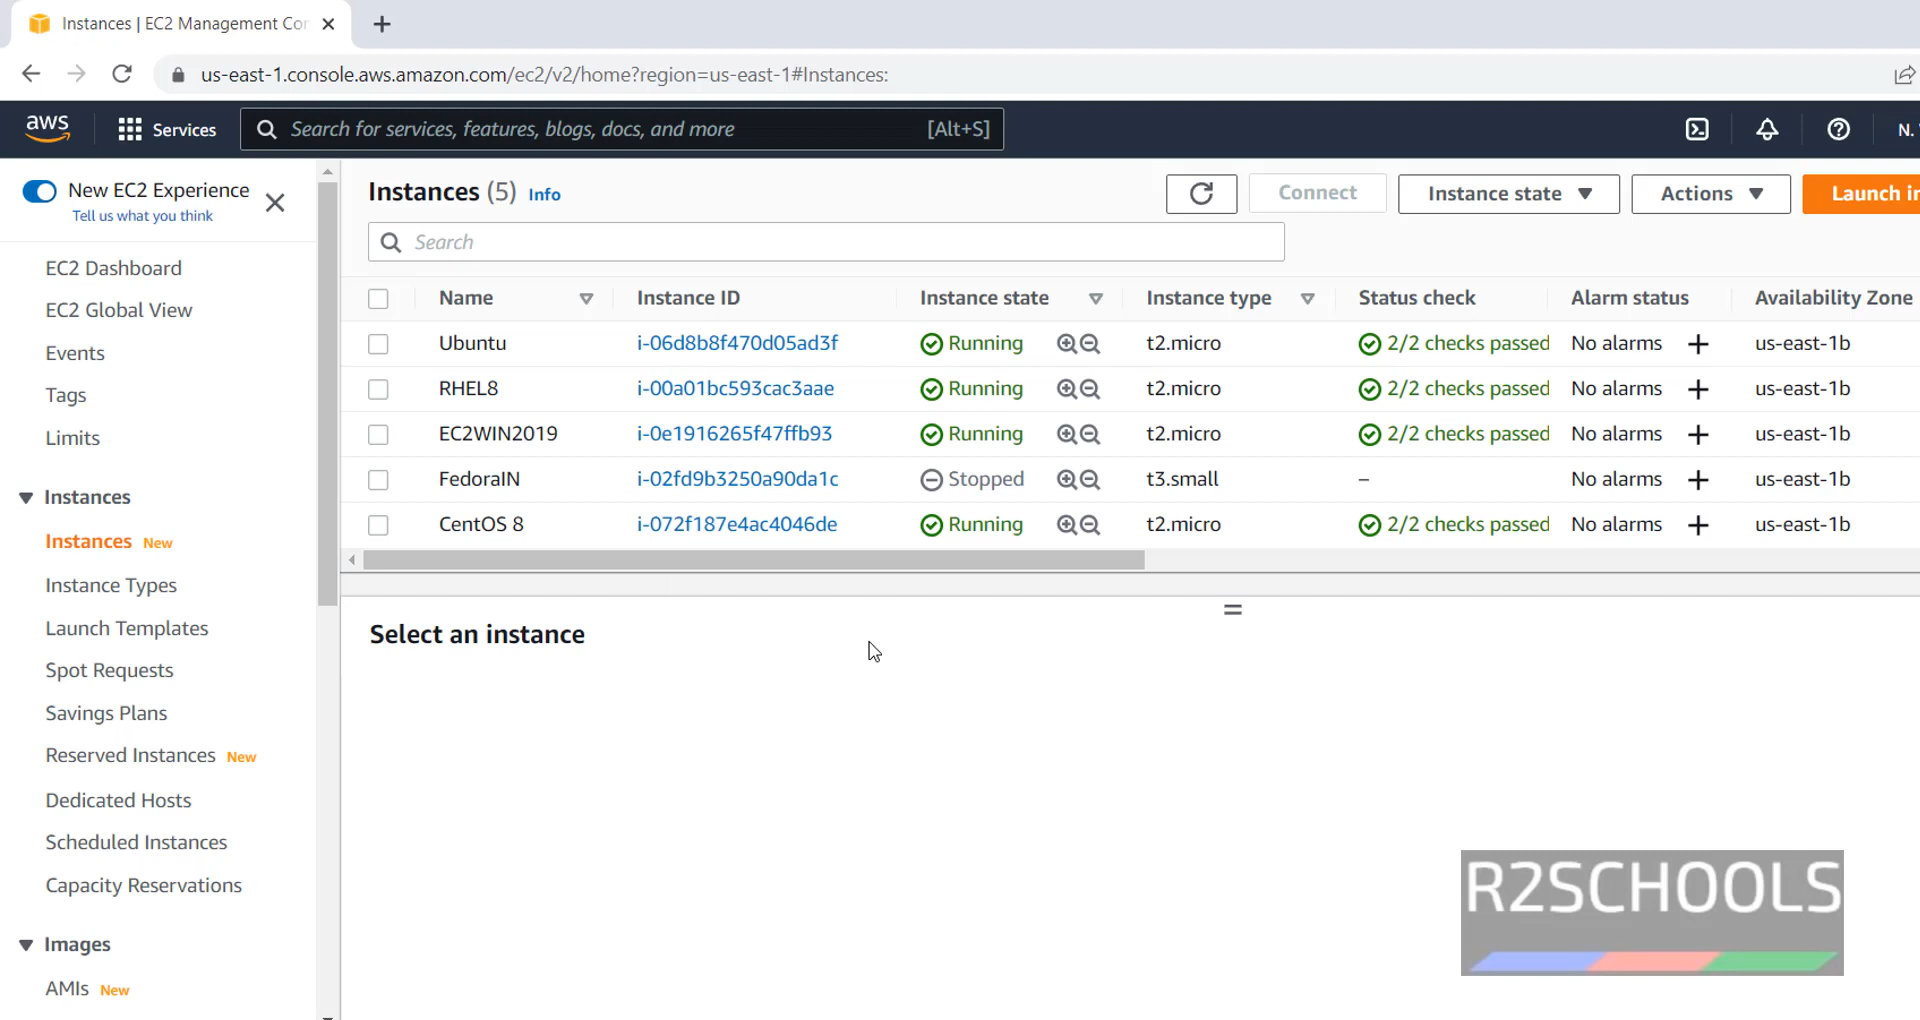 Instances | EC2 Management Con
us-east-1.console.aws.amazon.com/ec2/v2/home?region=us-east-1#Instances:
aws Services Search for services, features, blogs, docs, and more [Alt+S] N.
New EC2 Experience
Tell us what you think
EC2 Dashboard
EC2 Global View
Events
Tags
Limits
Instances
Instances New
Instance Types
Launch Templates
Spot Requests
Savings Plans
Reserved Instances New
Dedicated Hosts
Scheduled Instances
Capacity Reservations
Images
AMIs New
Instances (5) Info Connect Instance state Actions Launch in
Search
Name Instance ID Instance state Instance type Status check Alarm status Availability Zone
Ubuntu i-06d8b8f470d05ad3f Running t2.micro 2/2 checks passed No alarms + us-east-1b
RHEL8 i-00a01bc593cac3aae Running t2.micro 2/2 checks passed No alarms + us-east-1b
EC2WIN2019 i-0e1916265f47ffb93 Running t2.micro 2/2 checks passed No alarms + us-east-1b
FedoraIN i-02fd9b3250a90da1c Stopped t3.small – No alarms + us-east-1b
CentOS 8 i-072f187e4ac4046de Running t2.micro 2/2 checks passed No alarms + us-east-1b
Select an instance
R2SCHOOLS